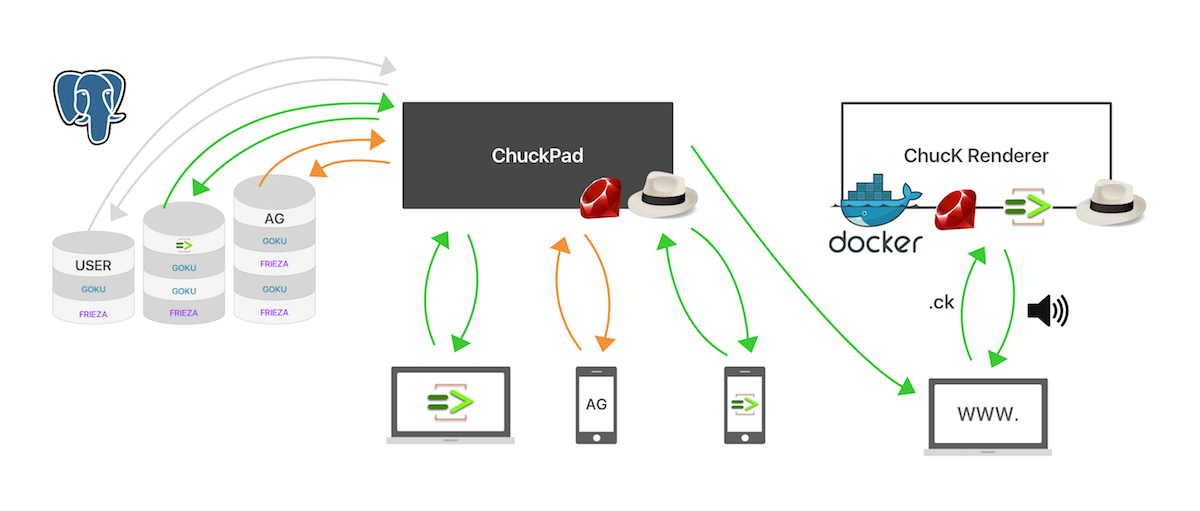 ChuckPad
ChucK Renderer
docker
USER
GOKU
FRIEZA
GOKU
GOKU
FRIEZA
AG
GOKU
FRIEZA
GOKU
FRIEZA
.ck
=>
AG
=>
www.